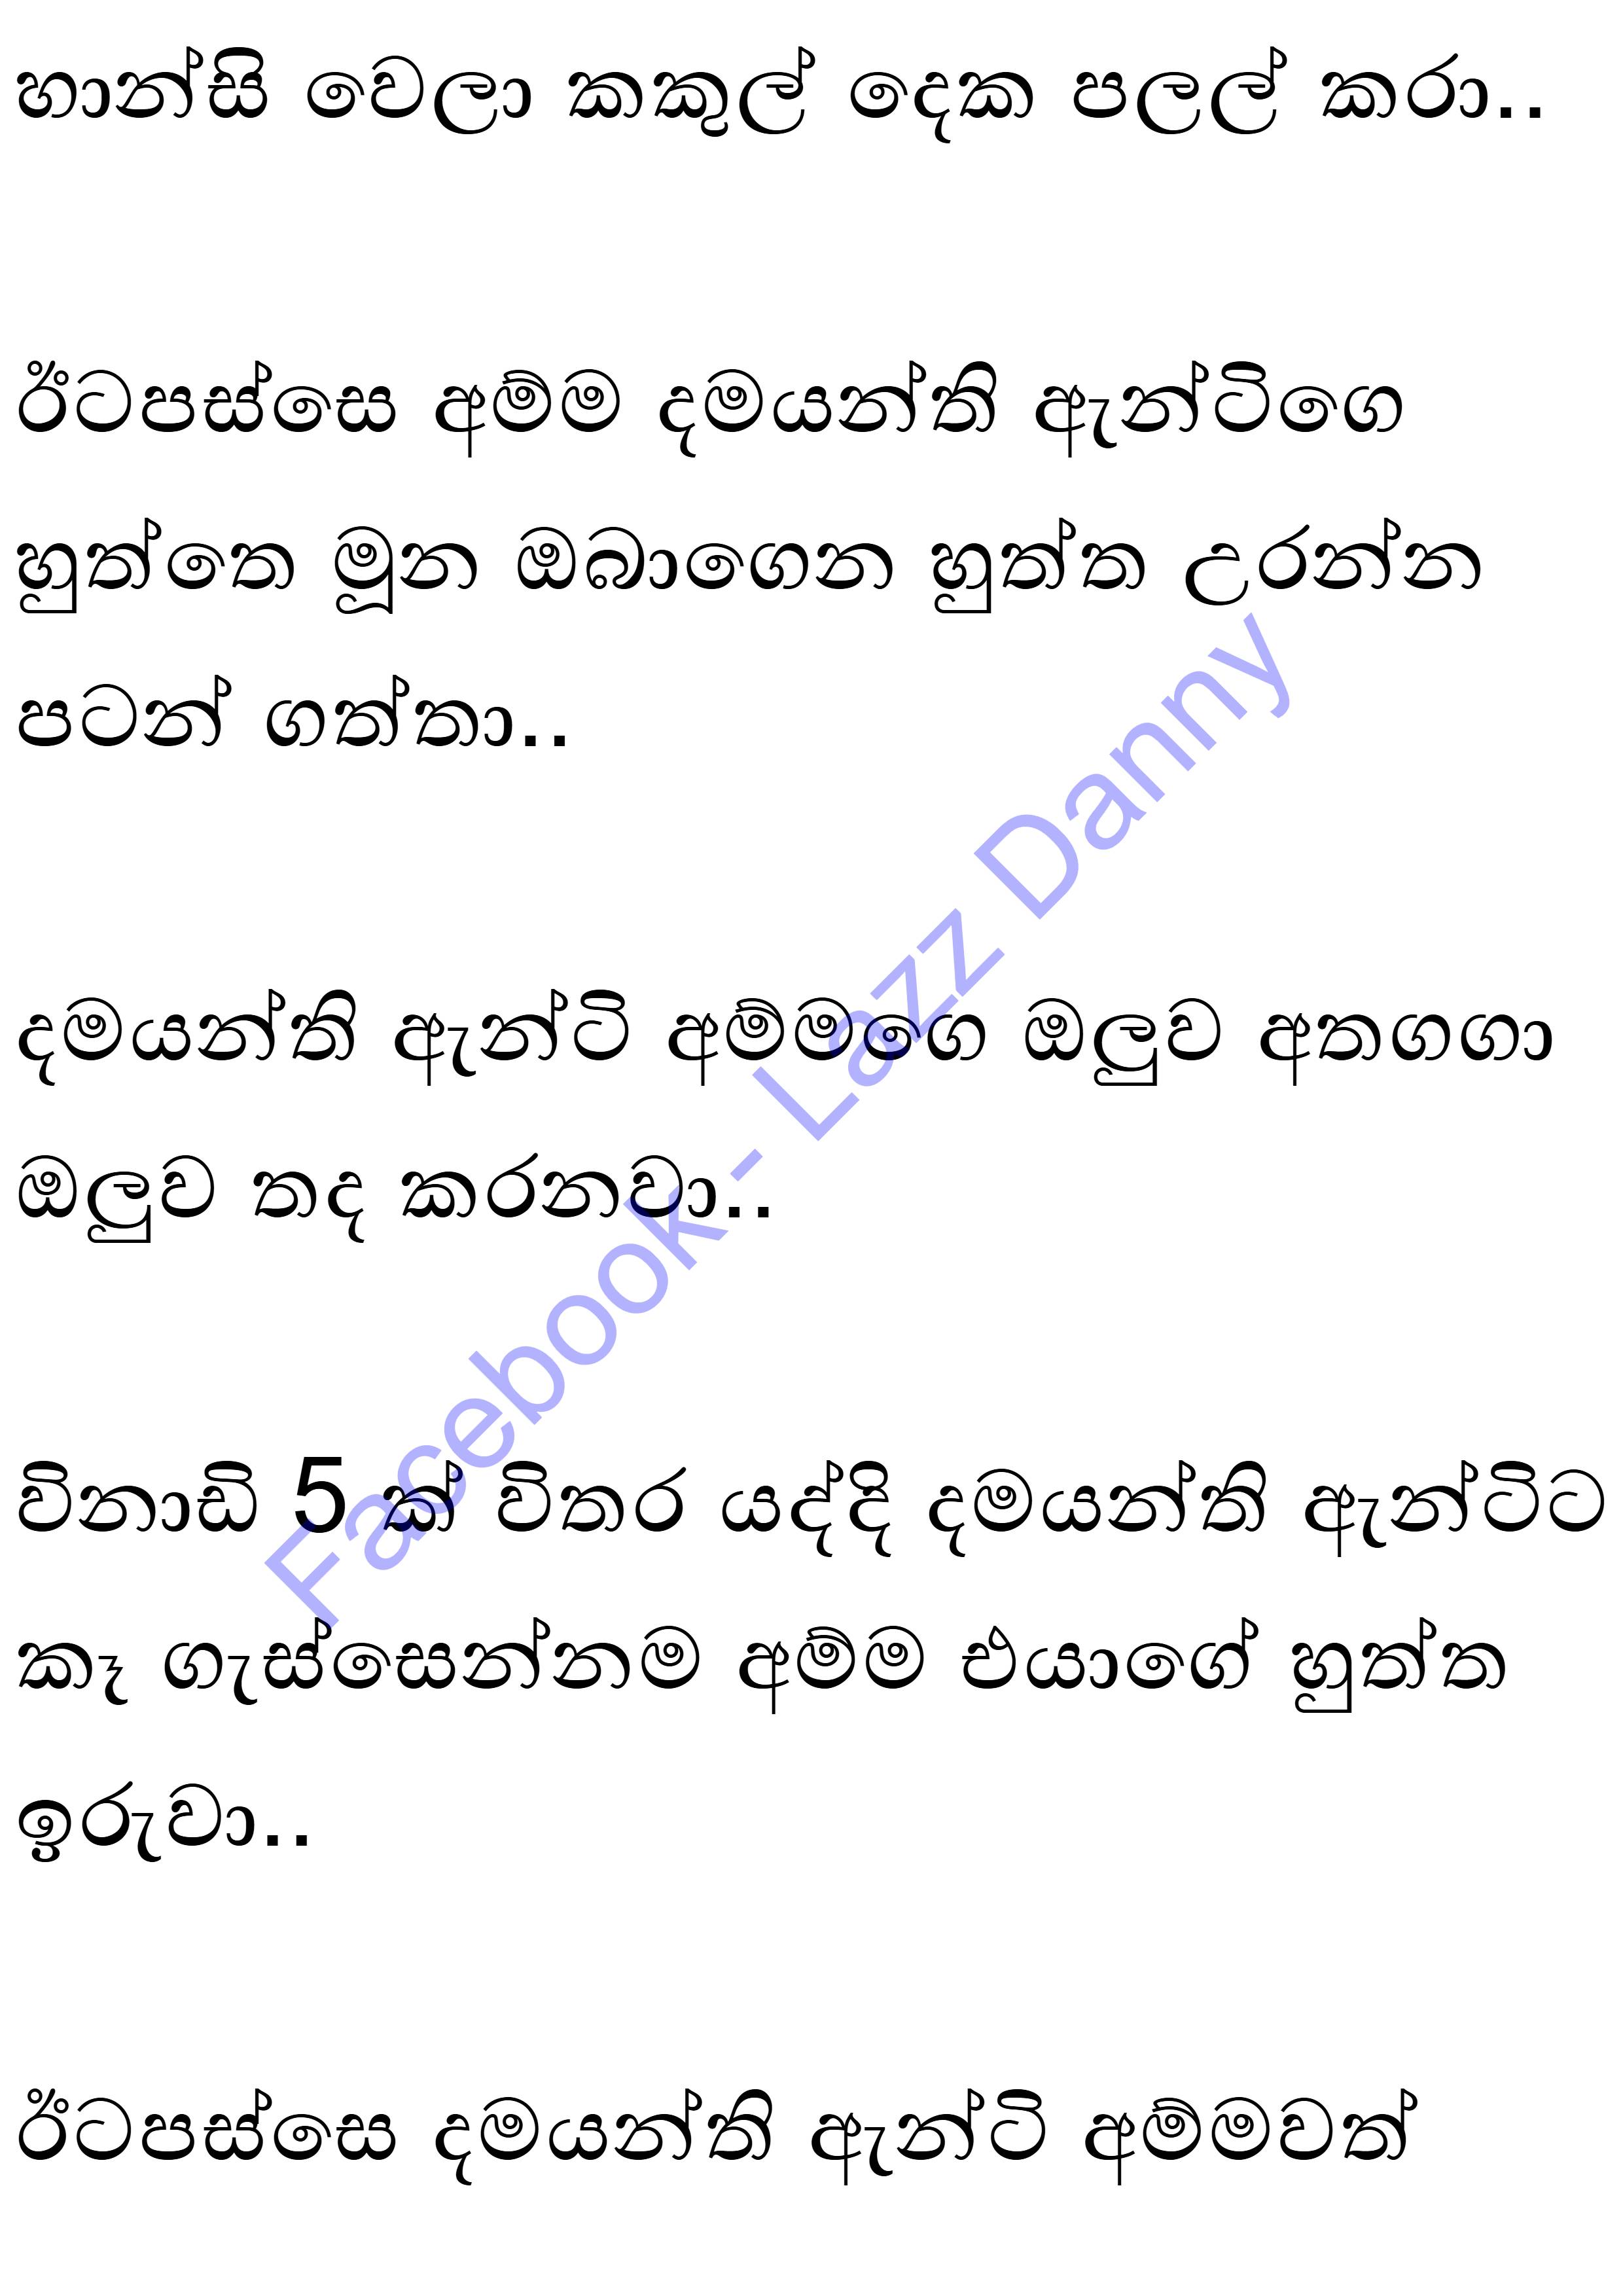 හාන්සි වෙලා කකුල් දෙක පලල් කරා..
ඊටපස්සෙ අම්ම දමයන්ති ඇන්ටිගෙ
හුත්තෙ මූන ඔබාගෙන හුත්ත උරන්න
පටන් ගත්තා..
දමයන්ති ඇන්ටි අම්මගෙ ඔලුව අතගගා
ඔලුව තද කරනවා..
විනාඩි 5 ක් විතර යද්දි දමයන්ති ඇන්ටිට
කෑ ගැස්සෙන්නම අම්ම එයාගේ හුත්ත
ඉරුවා..
ඊටපස්සෙ දමයන්ති ඇන්ටි අම්මවත්
Facebook - Lazz Danny